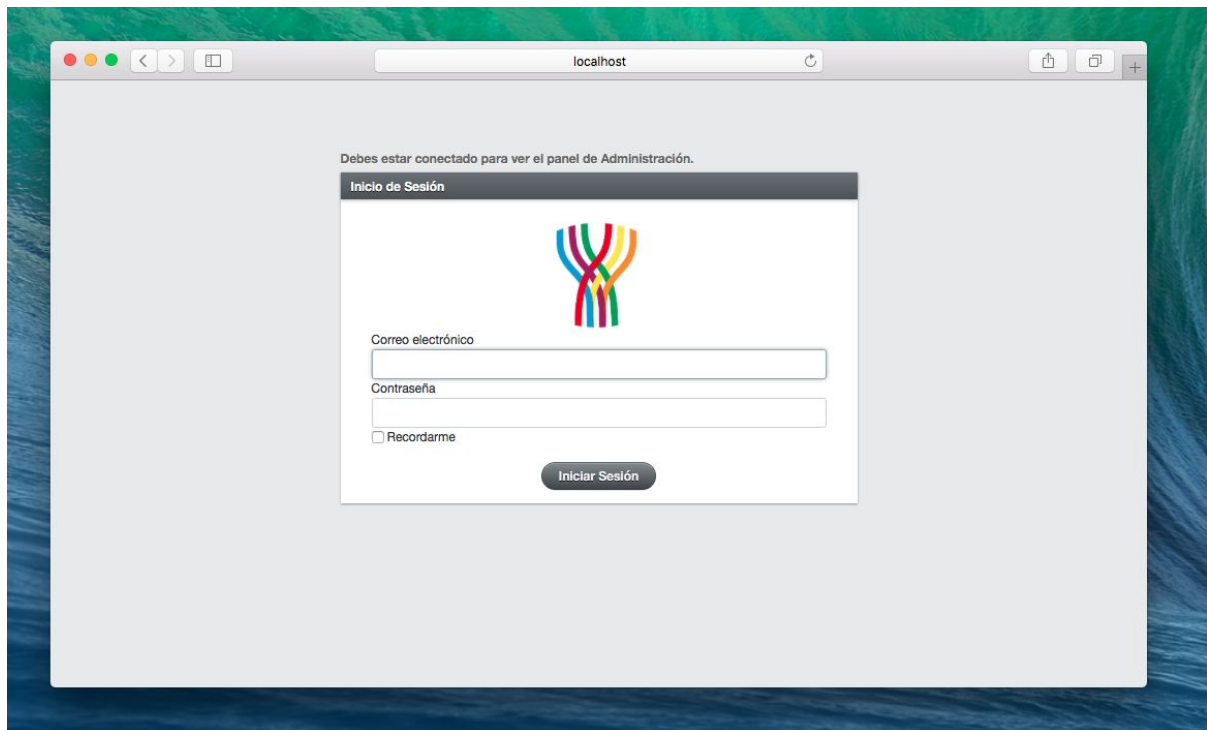 localhost
Debes estar conectado para ver el panel de Administración.
Inicio de Sesión
Correo electrónico
Contraseña
Recordarme
Iniciar Sesión